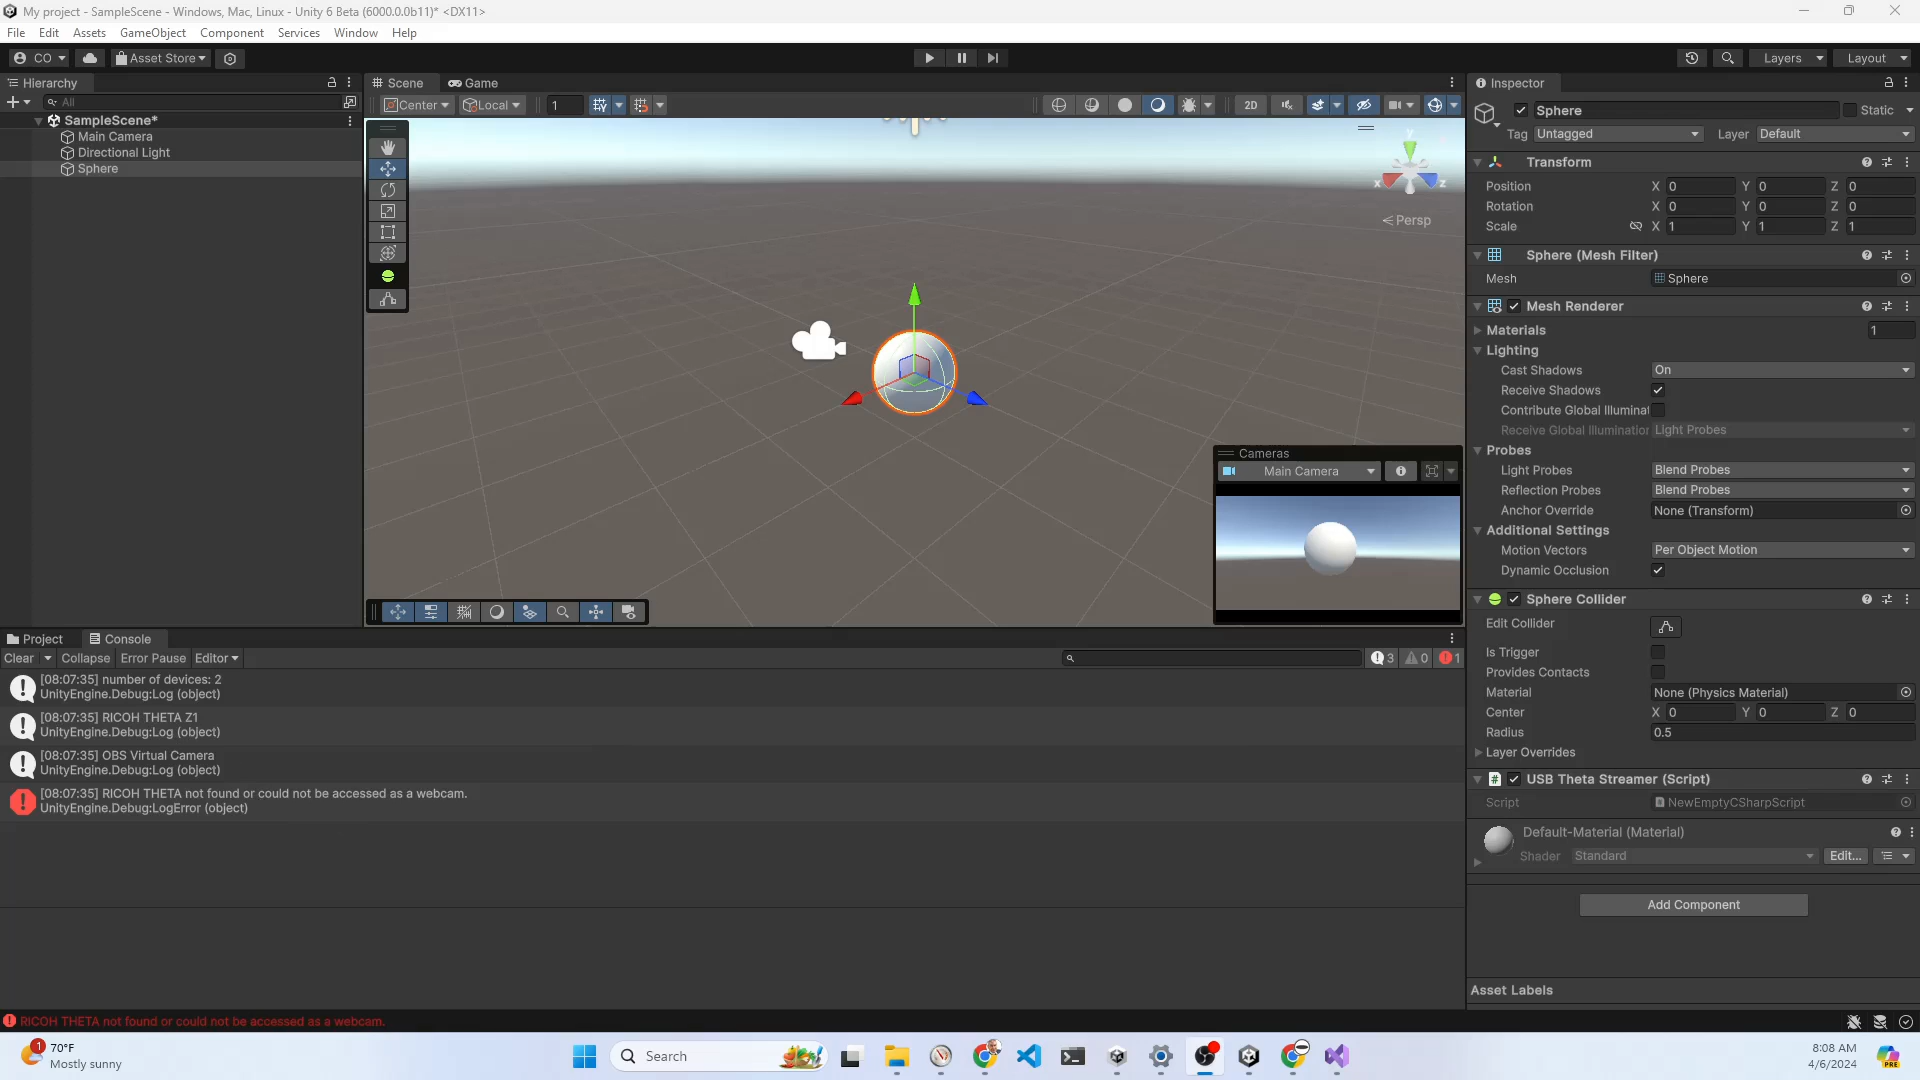 My project - SampleScene - Windows, Mac, Linux - Unity 6 Beta (6000.0.0b11)* <DX11>
File Edit Assets GameObject Component Services Window Help
CO Asset Store Layers Layout
Hierarchy
All
SampleScene*
Main Camera
Directional Light
Sphere
Scene Game
Center Local 1 2D
y
x z
Persp
Cameras
Main Camera
Inspector
Sphere Static
Tag Untagged Layer Default
Transform
Position X 0 Y 0 Z 0
Rotation X 0 Y 0 Z 0
Scale X 1 Y 1 Z 1
Sphere (Mesh Filter)
Mesh Sphere
Mesh Renderer
Materials 1
Lighting
Cast Shadows On
Receive Shadows
Contribute Global Illuminat
Receive Global Illumination Light Probes
Probes
Light Probes Blend Probes
Reflection Probes Blend Probes
Anchor Override None (Transform)
Additional Settings
Motion Vectors Per Object Motion
Dynamic Occlusion
Sphere Collider
Edit Collider
Is Trigger
Provides Contacts
Material None (Physics Material)
Center X 0 Y 0 Z 0
Radius 0.5
Layer Overrides
USB Theta Streamer (Script)
Script NewEmptyCSharpScript
Default-Material (Material)
Shader Standard Edit...
Add Component
Asset Labels
Project Console
Clear Collapse Error Pause Editor 3 0 1
[08:07:35] number of devices: 2
UnityEngine.Debug:Log (object)
[08:07:35] RICOH THETA Z1
UnityEngine.Debug:Log (object)
[08:07:35] OBS Virtual Camera
UnityEngine.Debug:Log (object)
[08:07:35] RICOH THETA not found or could not be accessed as a webcam.
UnityEngine.Debug:LogError (object)
RICOH THETA not found or could not be accessed as a webcam.
1
70°F
Mostly sunny
Search
8:08 AM
4/6/2024
PRE